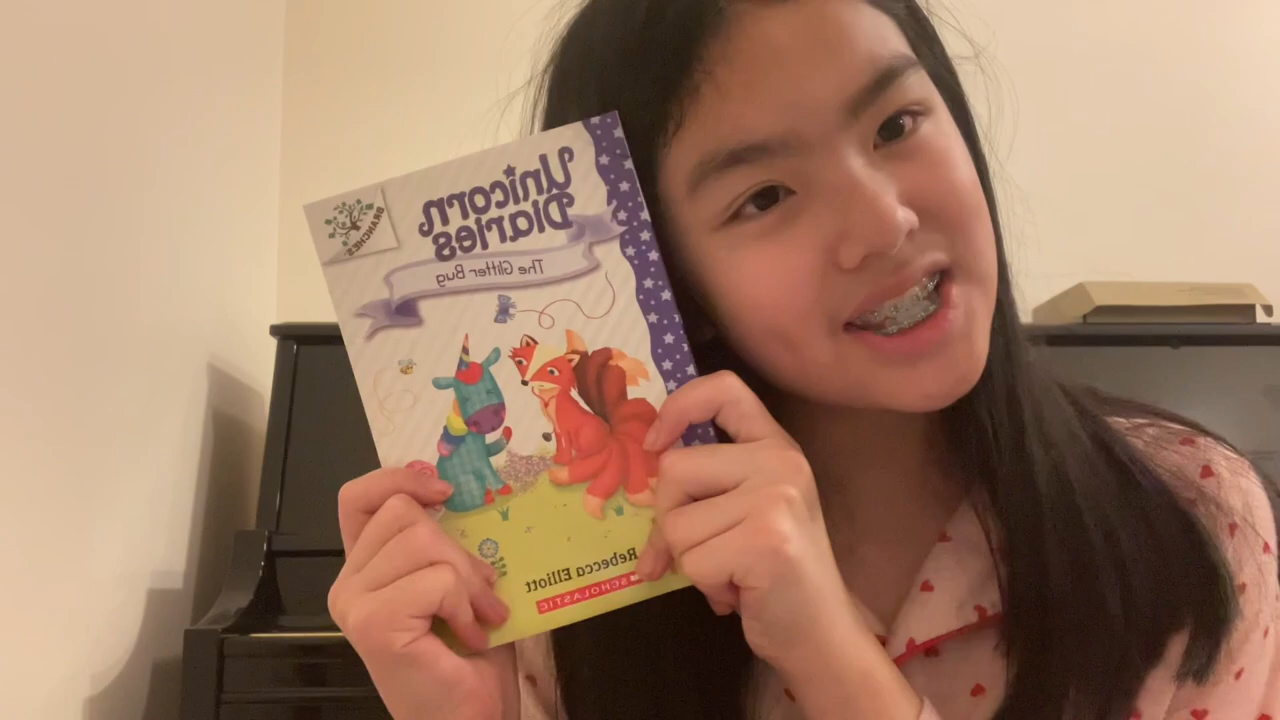 Unicorn
Diaries
The Glitter Bug
BRANCHES
Rebecca Elliott
SCHOLASTIC